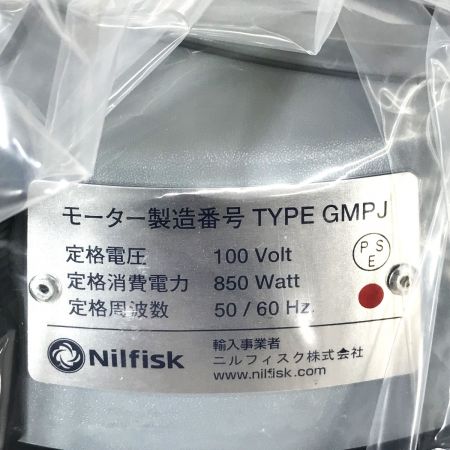 モーター製造番号 TYPE GMPJ
定格電圧 100 Volt
定格消費電力 850 Watt
定格周波数 50 / 60 Hz.
P S
E
Nilfisk
輸入事業者
ニルフィスク株式会社
www.nilfisk.com